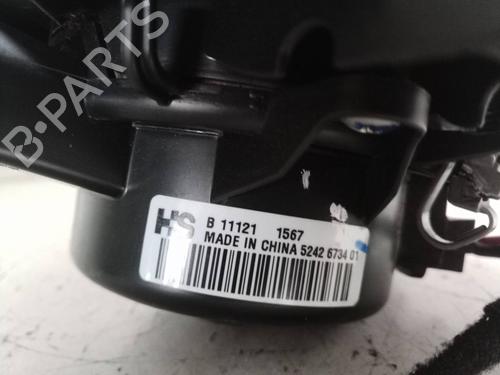 B-PARTS
HS B 11121 1567
MADE IN CHINA 5242 6734 01